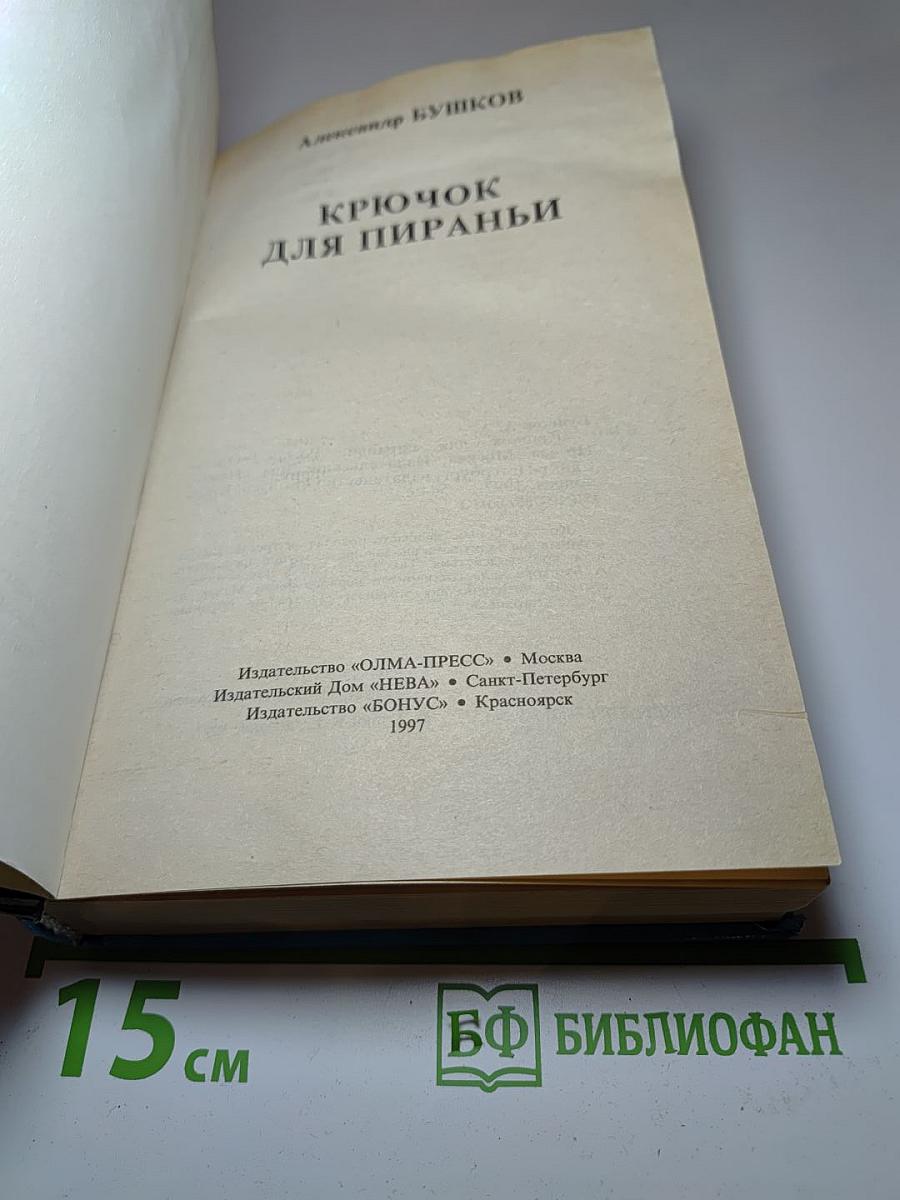 Александр БУШКОВ
КРЮЧОК
ДЛЯ ПИРАНЬИ
Издательство «ОЛМА-ПРЕСС» • Москва
Издательский Дом «НЕВА» • Санкт-Петербург
Издательство «БОНУС» • Красноярск
1997
15 см
БФ БИБЛИОФАН